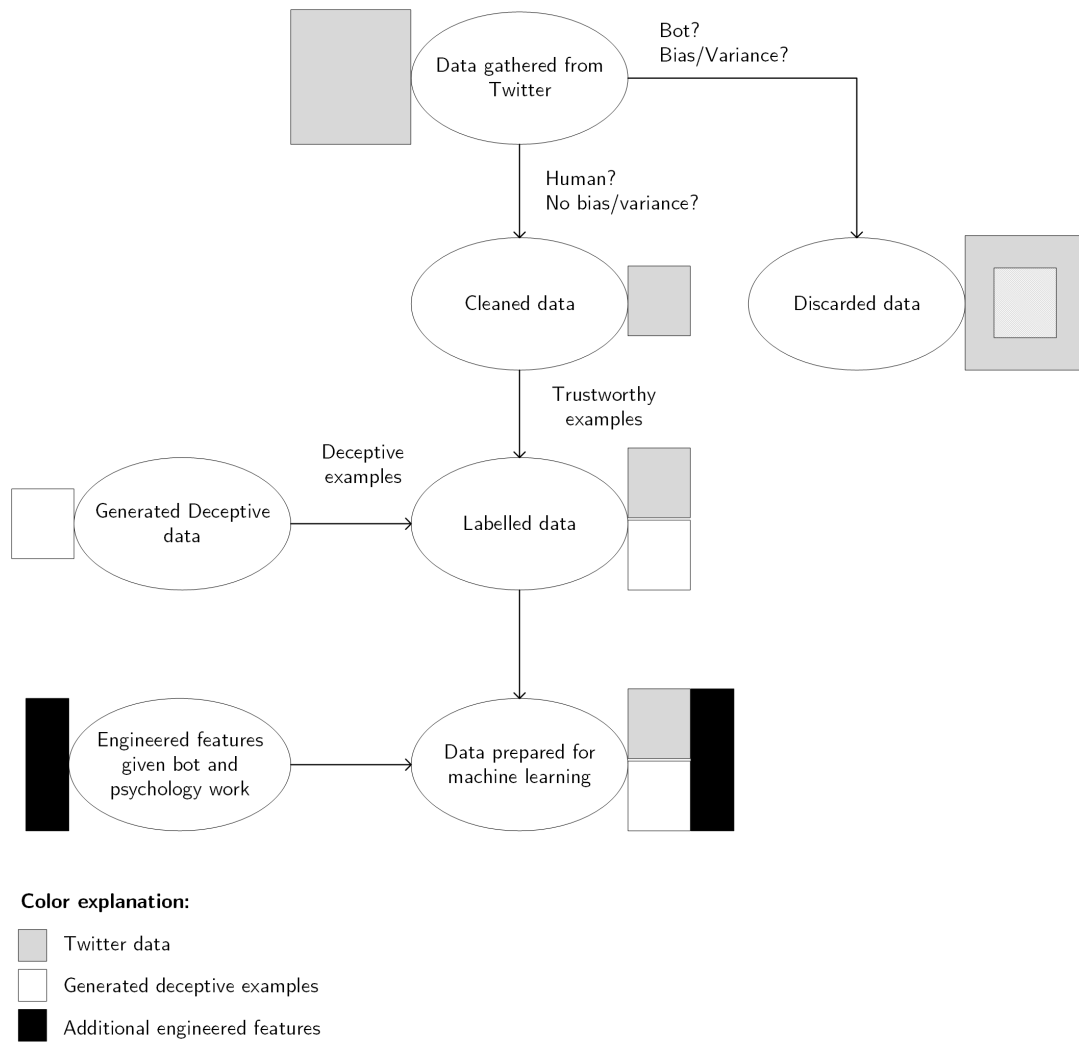 Bot?
Bias/Variance?
Data gathered from
Twitter
Human?
No bias/variance?
Cleaned data
Discarded data
Trustworthy
examples
Deceptive
examples
Generated Deceptive
data
Labelled data
Engineered features
given bot and
psychology work
Data prepared for
machine learning
Color explanation:
Twitter data
Generated deceptive examples
Additional engineered features